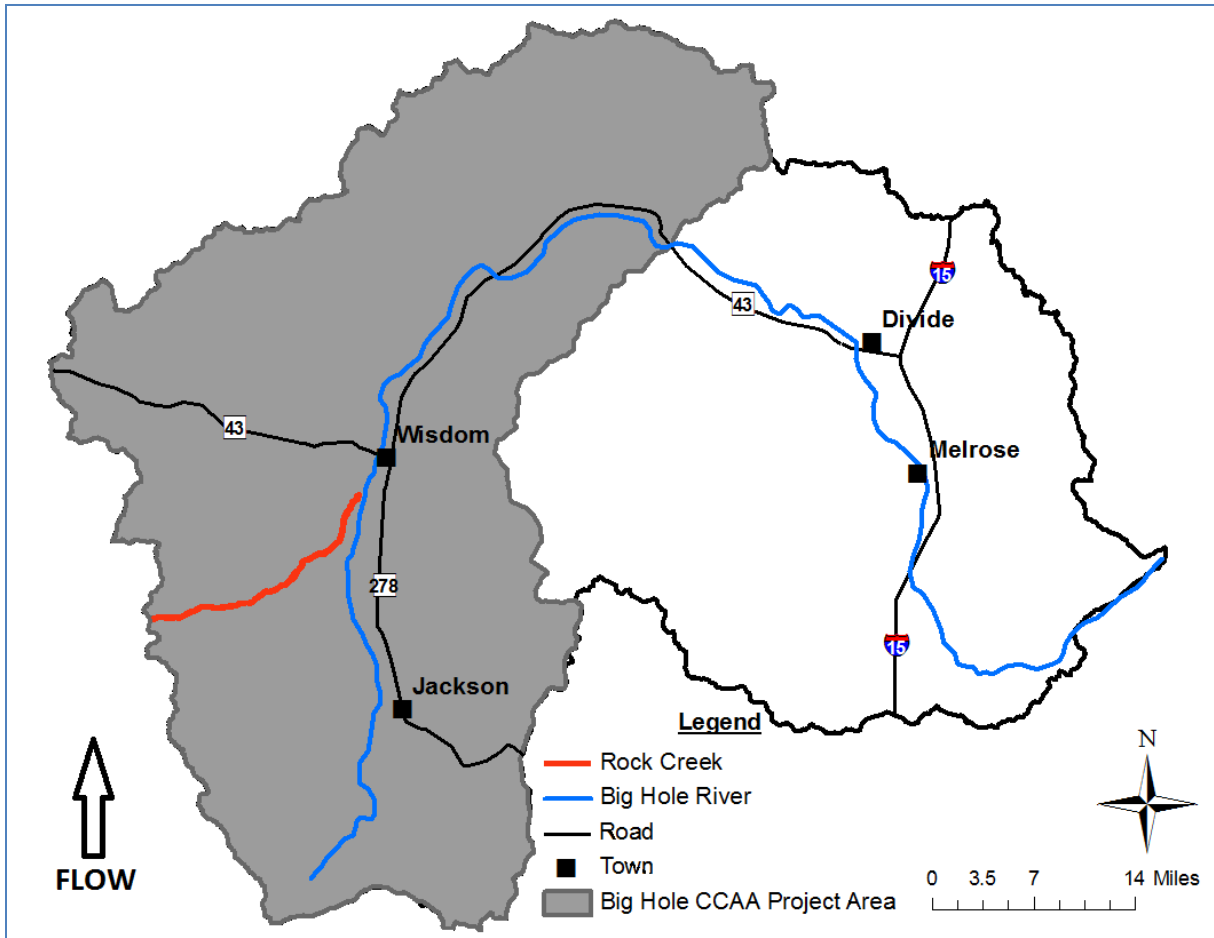 15
43
Divide
43
Wisdom
Melrose
278
15
Jackson
Legend
Rock Creek
Big Hole River
Road
Town
Big Hole CCAA Project Area
FLOW
N
0 3.5 7 14 Miles